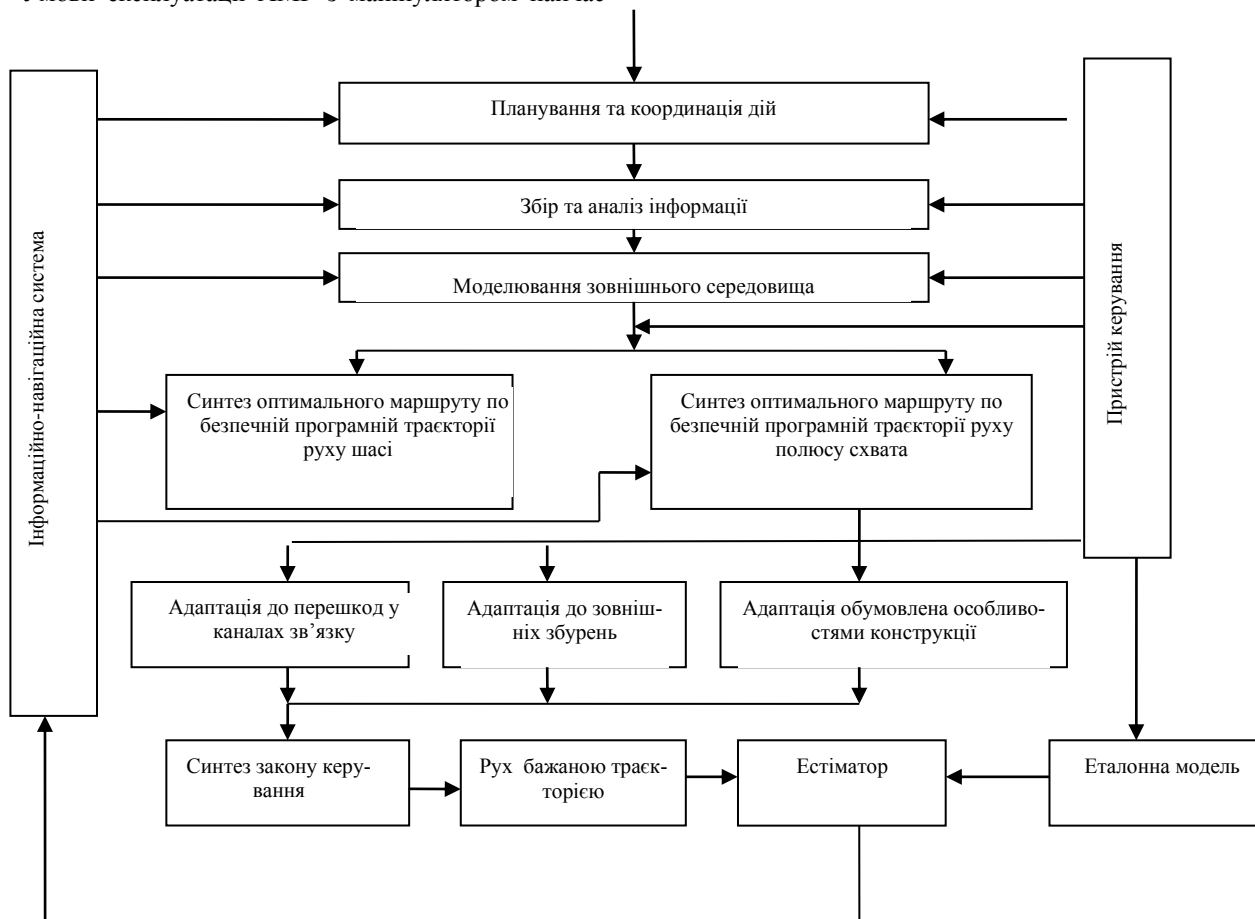 Планування та координація дій
Збір та аналіз інформації
Моделювання зовнішнього середовища
Інформаційно-навігаційна система
Пристрій керування
Синтез оптимального маршруту по
безпечній програмній траєкторії
руху шасі
Синтез оптимального маршруту по
безпечній програмній траєкторії руху
полюсу схвата
Адаптація до перешкод у
каналах зв’язку
Адаптація до зовніш-
ніх збурень
Адаптація обумовлена особливо-
стями конструкції
Синтез закону керу-
вання
Рух бажаною траєк-
торією
Естіматор
Еталонна модель